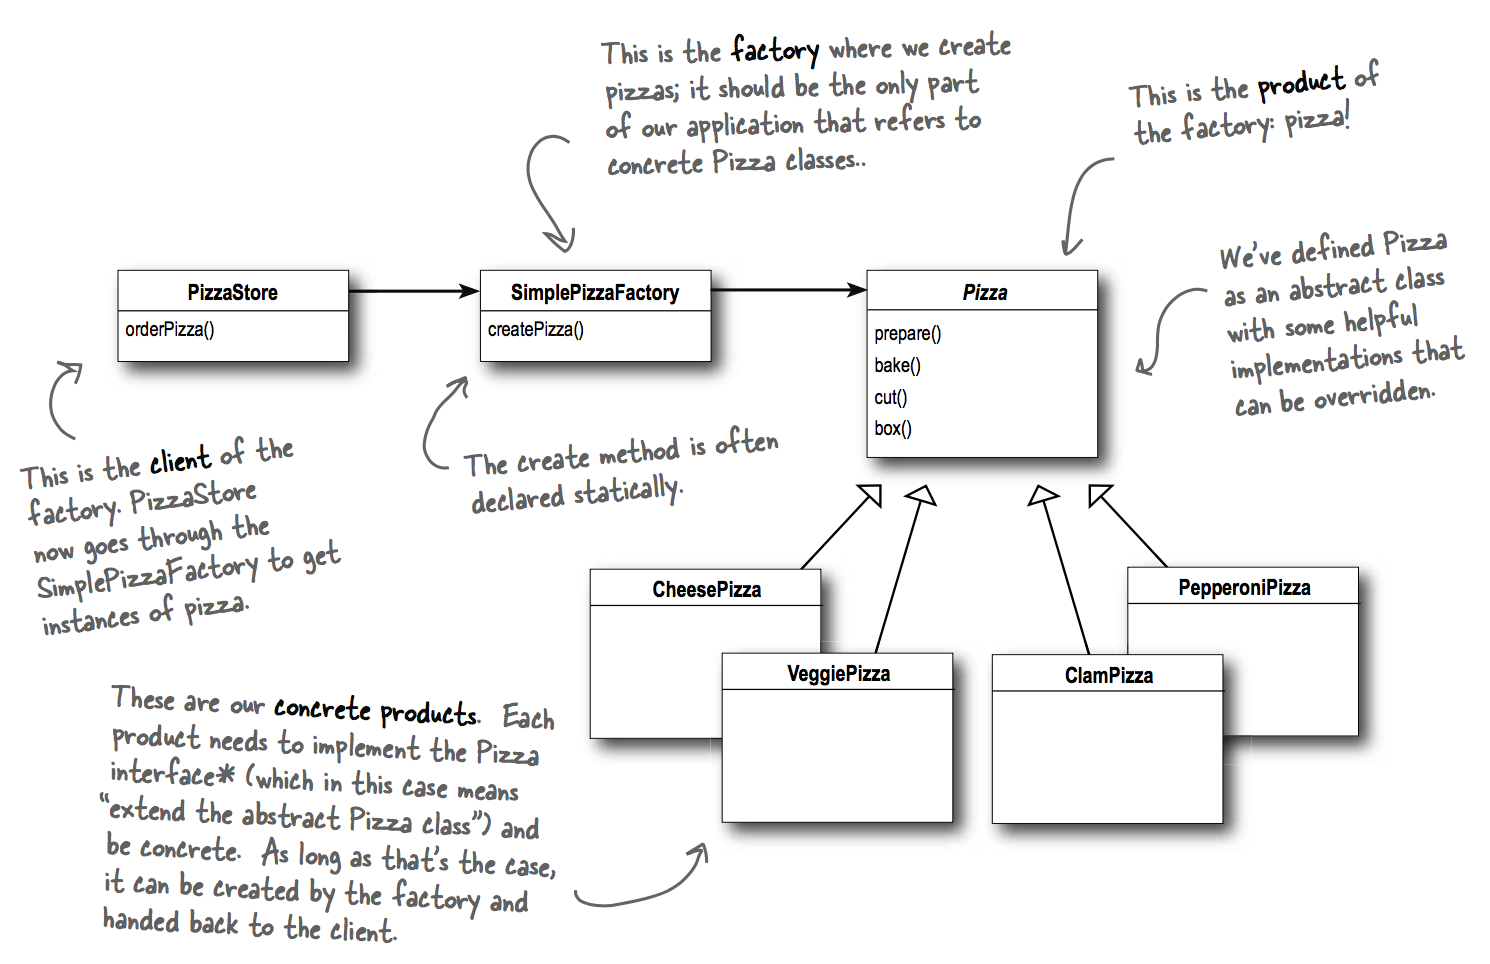 This is the factory where we create
pizzas; it should be the only part
of our application that refers to
concrete Pizza classes..
This is the product of
the factory: pizza!
We've defined Pizza
as an abstract class
with some helpful
implementations that
can be overridden.
PizzaStore
orderPizza()
SimplePizzaFactory
createPizza()
Pizza
prepare()
bake()
cut()
box()
This is the client of the
factory. PizzaStore
now goes through the
SimplePizzaFactory to get
instances of pizza.
The create method is often
declared statically.
CheesePizza
VeggiePizza
ClamPizza
PepperoniPizza
These are our concrete products. Each
product needs to implement the Pizza
interface* (which in this case means
“extend the abstract Pizza class”) and
be concrete. As long as that's the case,
it can be created by the factory and
handed back to the client.